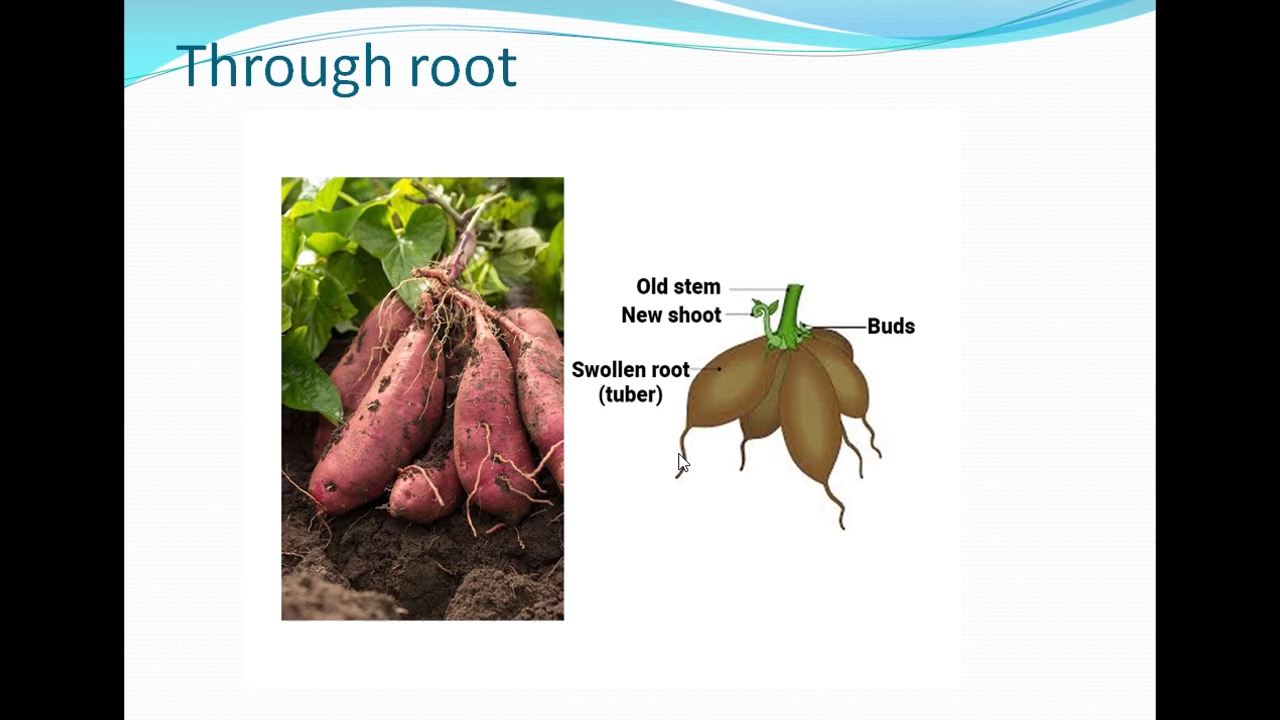 Through root
Old stem
New shoot
Buds
Swollen root
(tuber)